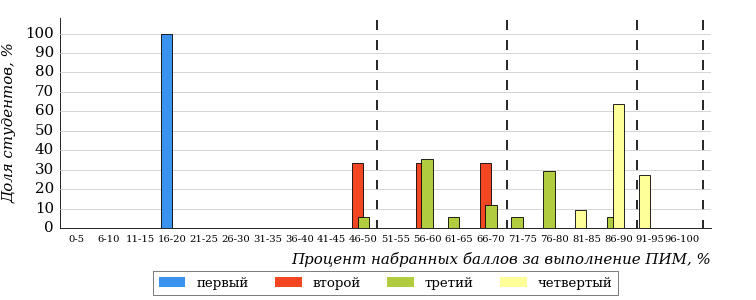 Доля студентов, %
100
90
80
70
60
50
40
30
20
10
0
0-5 6-10 11-15 16-20 21-25 26-30 31-35 36-40 41-45 46-50 51-55 56-60 61-65 66-70 71-75 76-80 81-85 86-90 91-95 96-100
Процент набранных баллов за выполнение ПИМ, %
первый второй третий четвертый